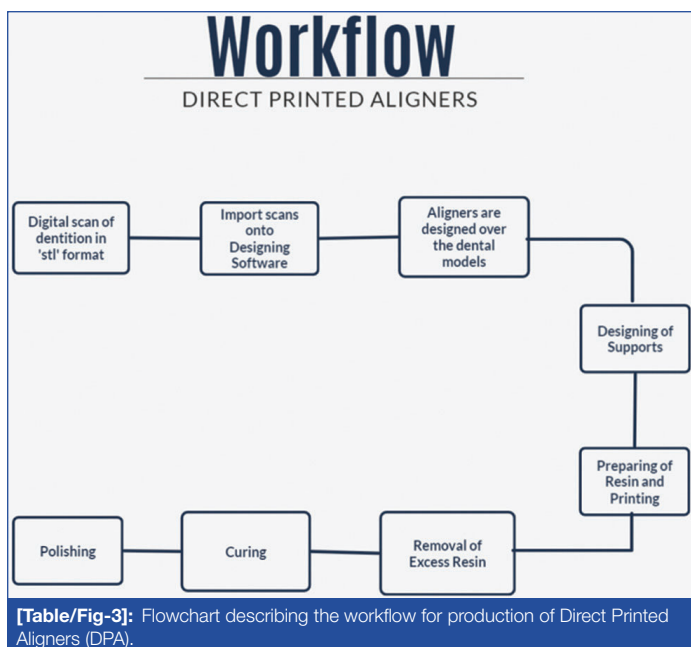 Workflow
DIRECT PRINTED ALIGNERS
Digital scan of
dentition in
'stl' format
Import scans
onto
Designing
Software
Aligners are
designed over
the dental
models
Designing of
Supports
Preparing of
Resin and
Printing
Removal of
Excess Resin
Curing
Polishing
[Table/Fig-3]: Flowchart describing the workflow for production of Direct Printed
Aligners (DPA).